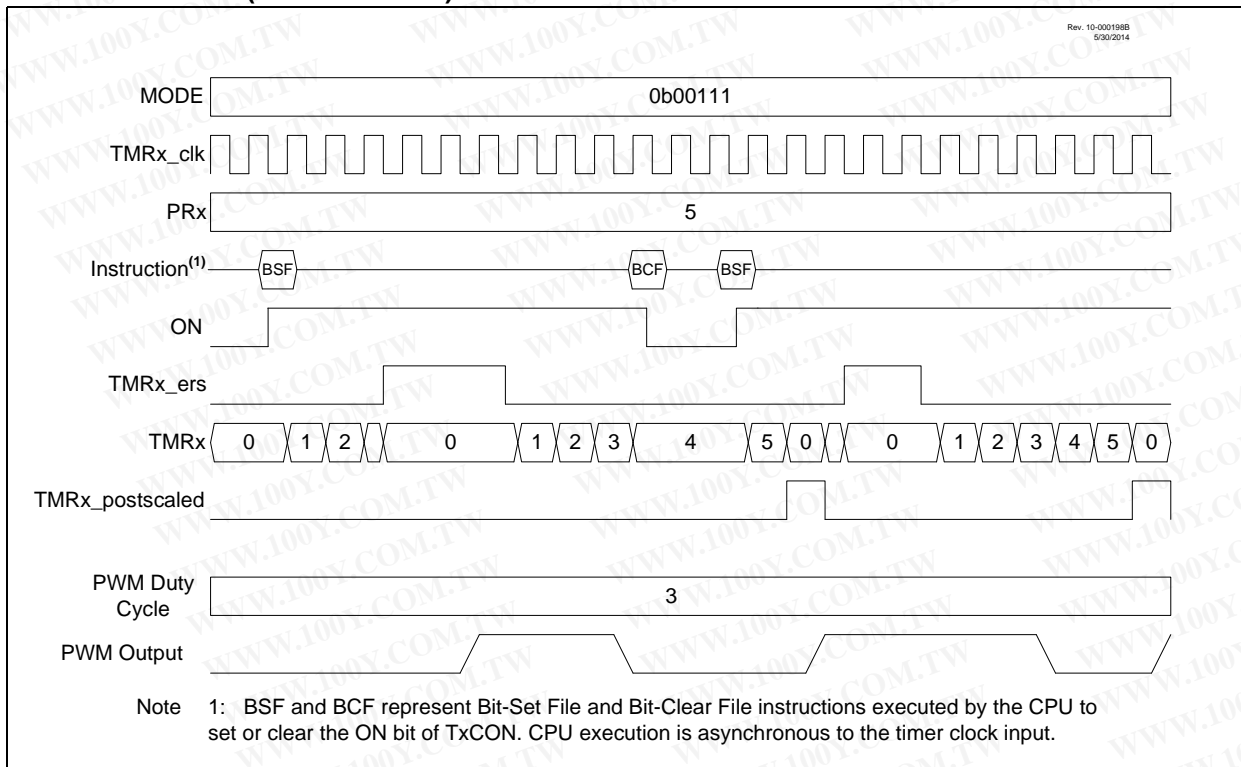 Rev. 10-000198B
5/30/2014
MODE 0b00111
TMRx_clk
PRx 5
Instruction(1) BSF BCF BSF
ON
TMRx_ers
TMRx 0 1 2 0 1 2 3 4 5 0 0 1 2 3 4 5 0
TMRx_postscaled
PWM Duty
Cycle 3
PWM Output
Note 1: BSF and BCF represent Bit-Set File and Bit-Clear File instructions executed by the CPU to
set or clear the ON bit of TxCON. CPU execution is asynchronous to the timer clock input.
WWW.100Y.COM.TW